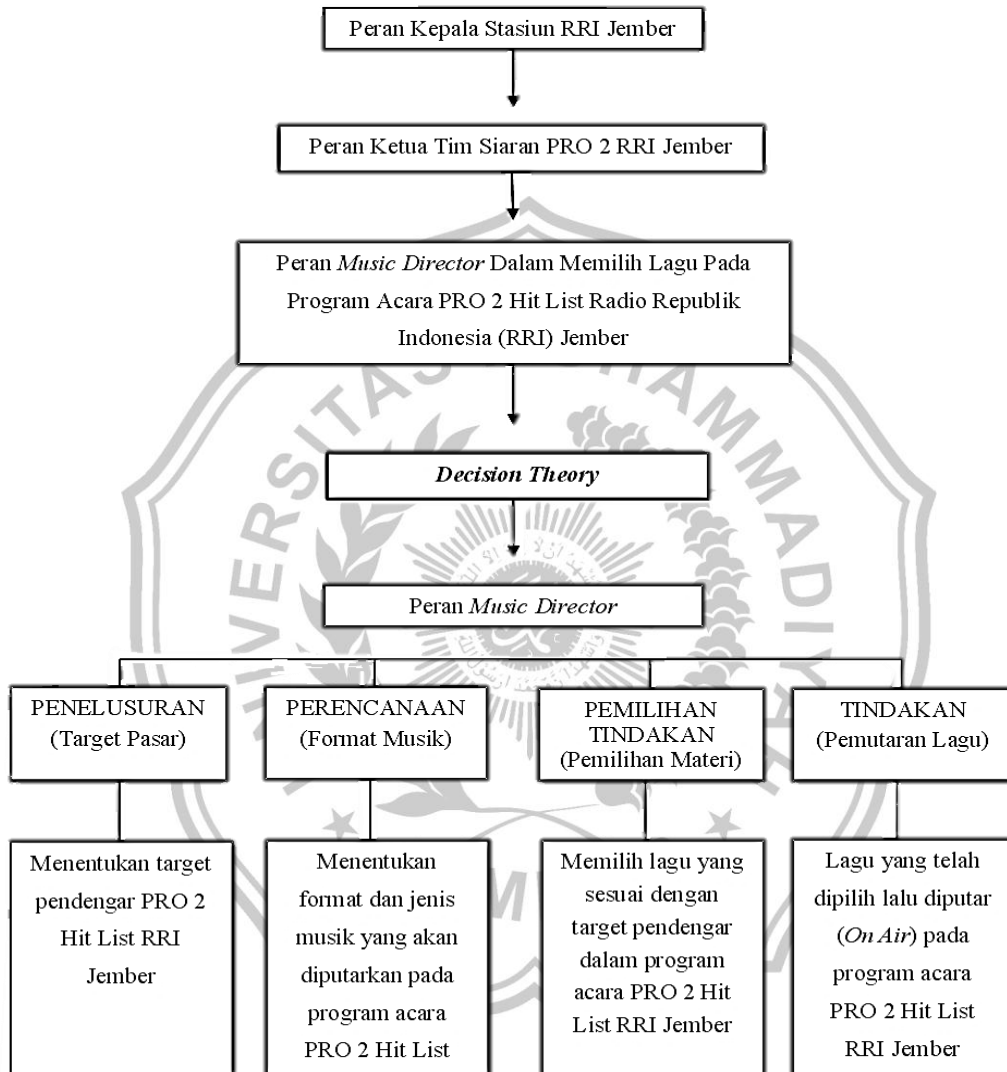 Peran Kepala Stasiun RRI Jember
Peran Ketua Tim Siaran PRO 2 RRI Jember
Peran Music Director Dalam Memilih Lagu Pada
Program Acara PRO 2 Hit List Radio Republik
Indonesia (RRI) Jember
Decision Theory
Peran Music Director
PENELUSURAN
(Target Pasar)
PERENCANAAN
(Format Musik)
PEMILIHAN
TINDAKAN
(Pemilihan Materi)
TINDAKAN
(Pemutaran Lagu)
Menentukan target
pendengar PRO 2
Hit List RRI
Jember
Menentukan
format dan jenis
musik yang akan
diputarkan pada
program acara
PRO 2 Hit List
Memilih lagu yang
sesuai dengan
target pendengar
dalam program
acara PRO 2 Hit
List RRI Jember
Lagu yang telah
dipilih lalu diputar
(On Air) pada
program acara
PRO 2 Hit List
RRI Jember